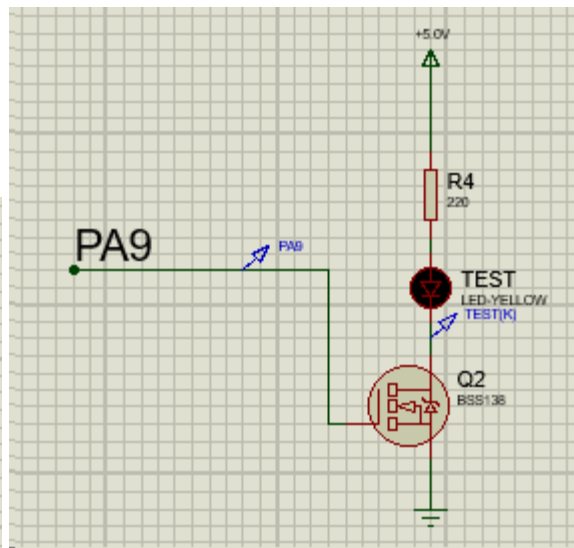 +5.0V
R4
220
PA9
PA9
TEST
LED-YELLOW
TEST(K)
Q2
BSS138